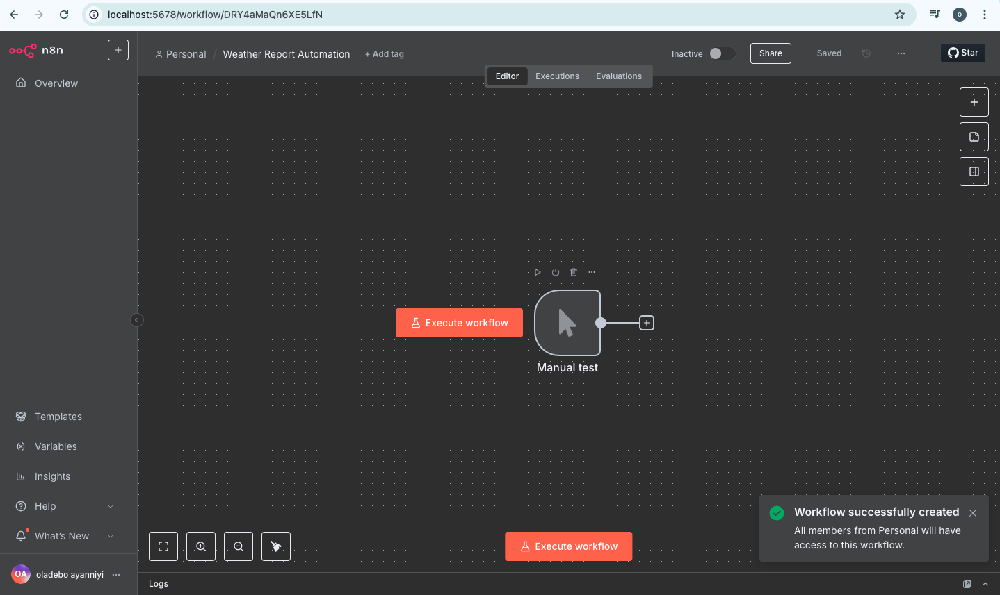 localhost:5678/workflow/DRY4aMaQn6XE5LfN
o
n8n
Personal / Weather Report Automation + Add tag
Inactive
Share
Saved
Star
Editor
Executions
Evaluations
Overview
Execute workflow
Manual test
Templates
Variables
Insights
Help
What's New
OA
oladebo ayanniyi
Execute workflow
Workflow successfully created
All members from Personal will have
access to this workflow.
Logs